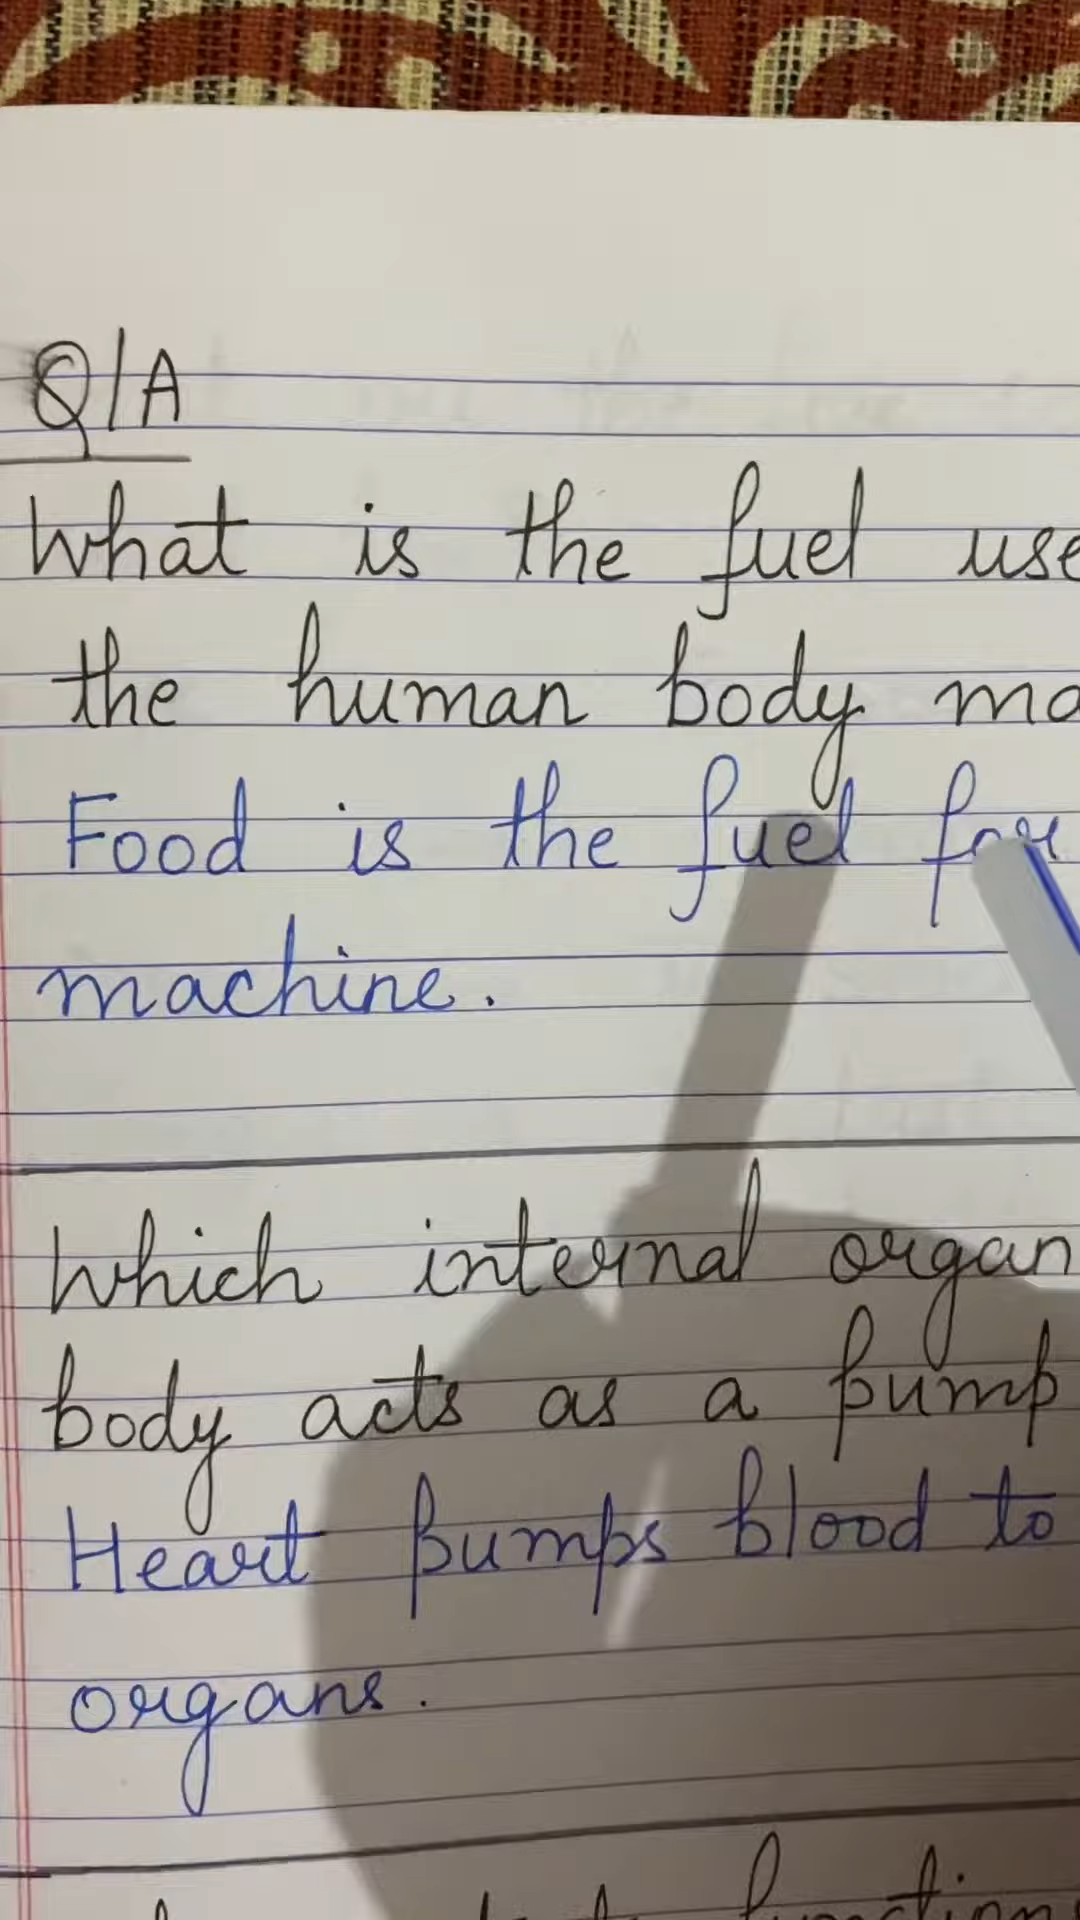 Q/A
What is the fuel use
the human body ma
Food is the fuel for
machine.
Which internal organ
body acts as a pump
Heart pumps blood to
organs.